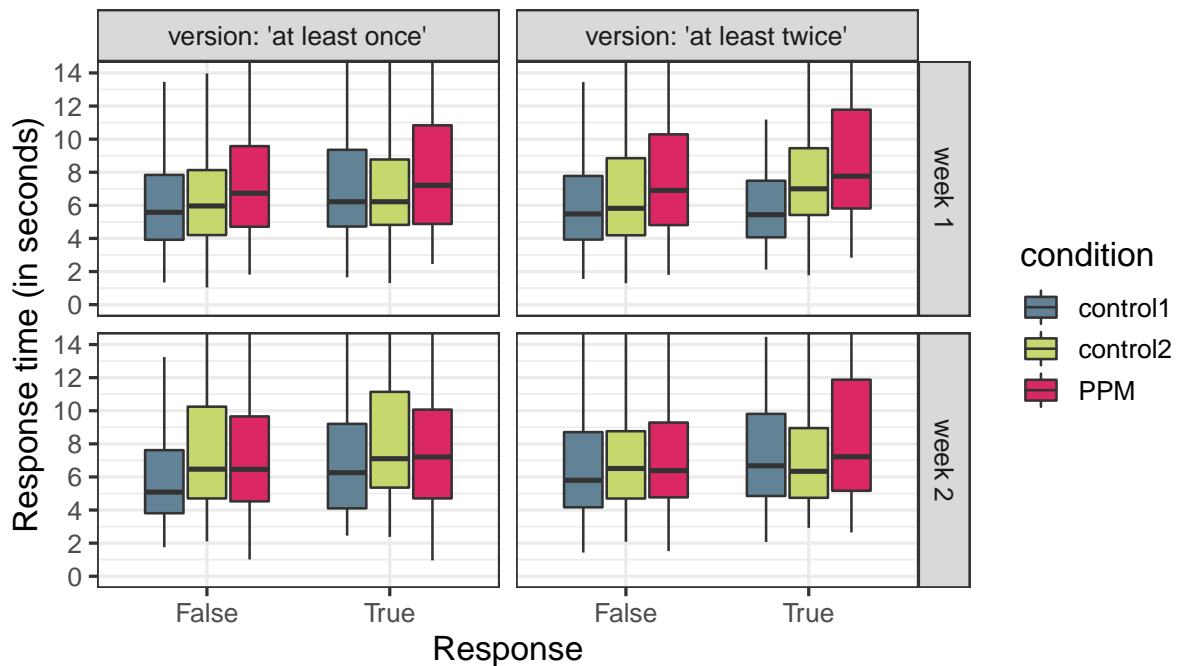 version: 'at least once'
version: 'at least twice'
Response time (in seconds)
14
12
10
8
6
4
2
0
week 1
14
12
10
8
6
4
2
0
week 2
False
True
False
True
Response
condition
control1
control2
PPM